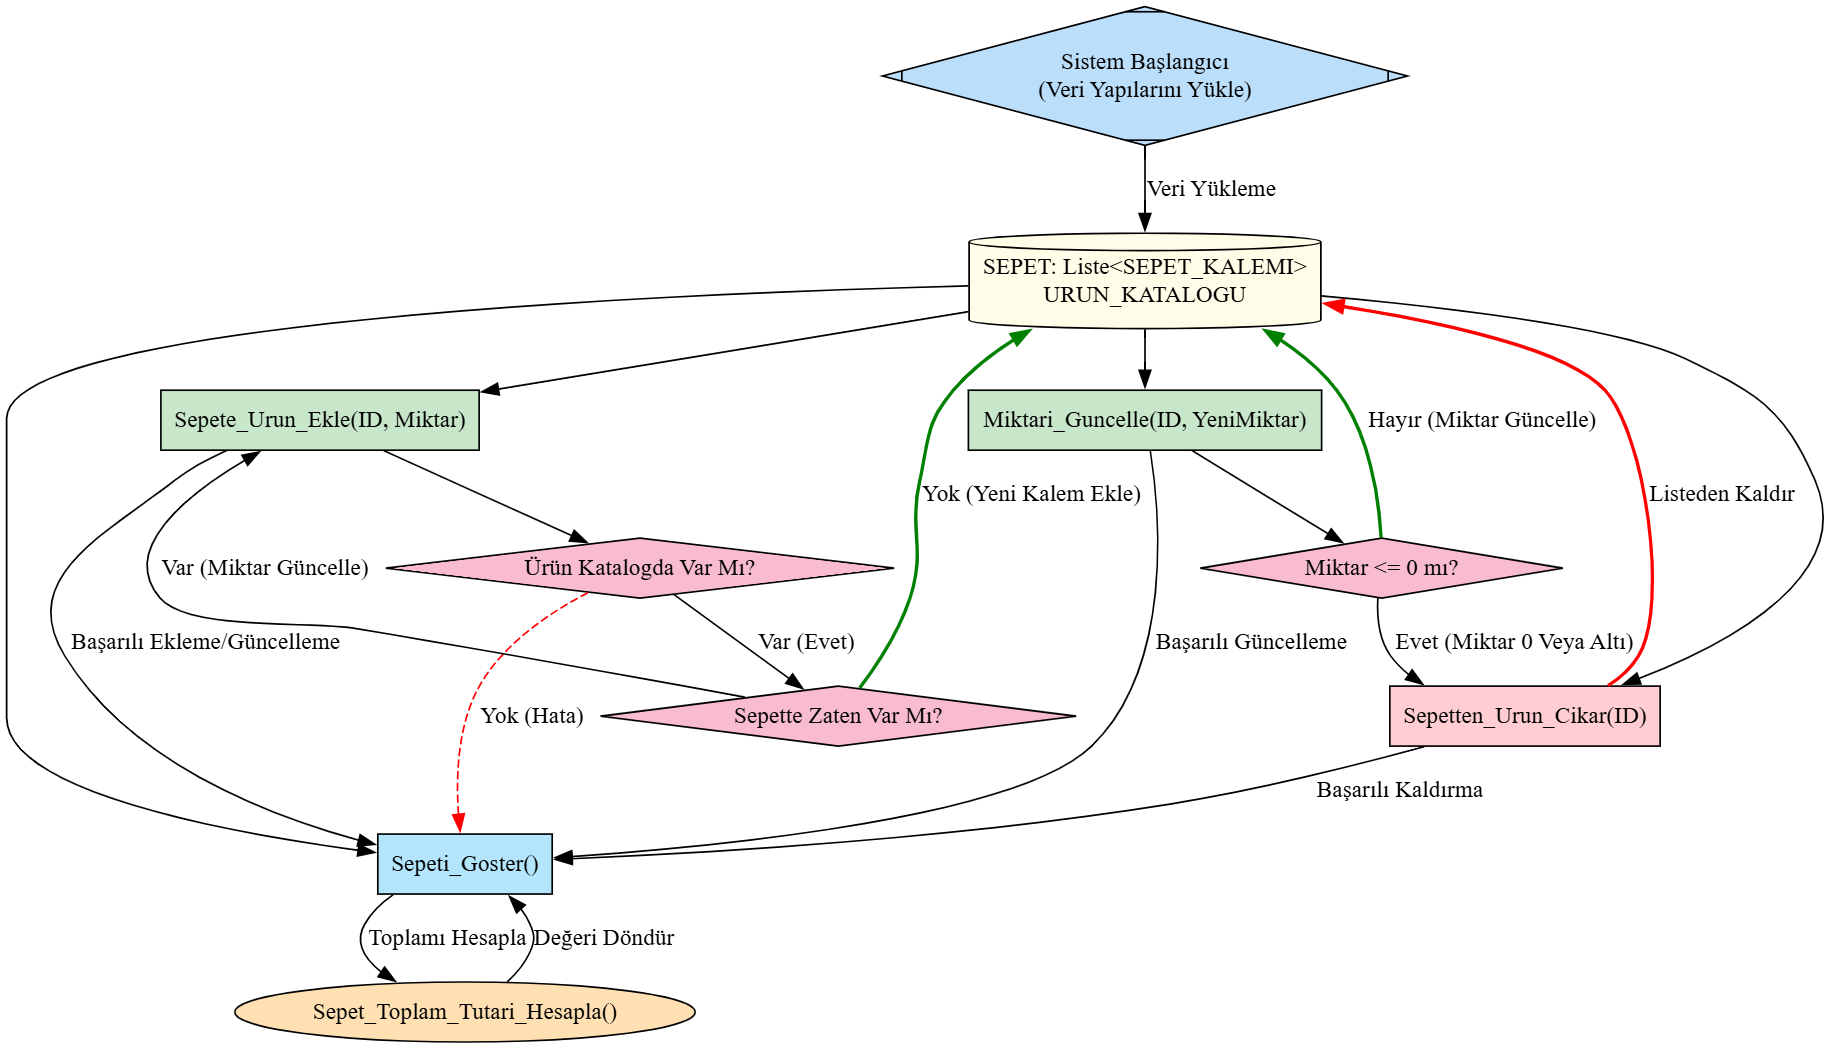 Sistem Başlangıcı
(Veri Yapılarını Yükle)
Veri Yükleme
SEPET: Liste<SEPET_KALEMI>
URUN_KATALOGU
Sepete_Urun_Ekle(ID, Miktar)
Miktari_Guncelle(ID, YeniMiktar)
Hayır (Miktar Güncelle)
Yok (Yeni Kalem Ekle)
Listeden Kaldır
Var (Miktar Güncelle)
Ürün Katalogda Var Mı?
Miktar <= 0 mı?
Başarılı Ekleme/Güncelleme
Var (Evet)
Başarılı Güncelleme
Evet (Miktar 0 Veya Altı)
Yok (Hata)
Sepette Zaten Var Mı?
Sepetten_Urun_Cikar(ID)
Başarılı Kaldırma
Sepeti_Goster()
Toplamı Hesapla
Değeri Döndür
Sepet_Toplam_Tutari_Hesapla()